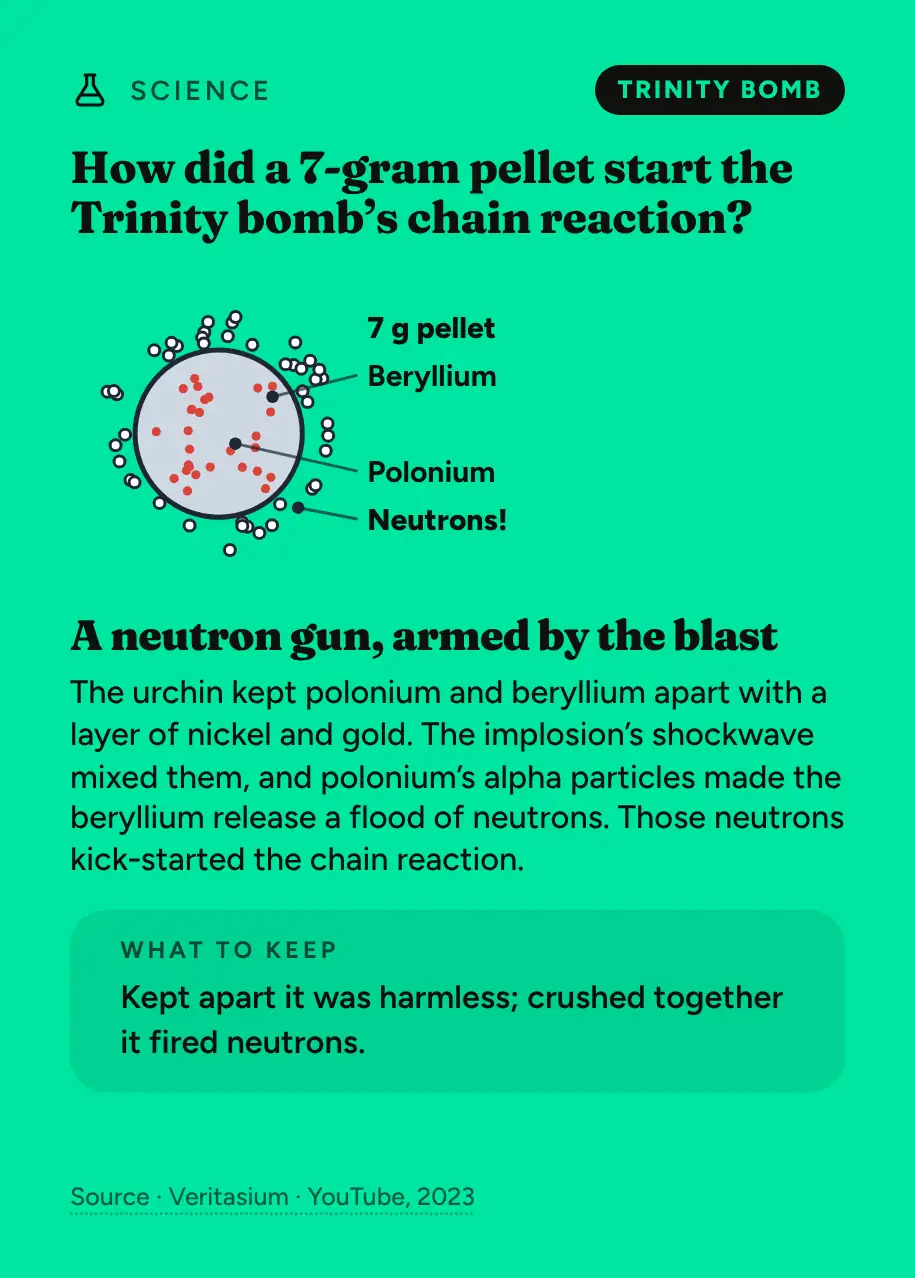 SCIENCE
TRINITY BOMB
How did a 7-gram pellet start the
Trinity bomb’s chain reaction?
7 g pellet
Beryllium
Polonium
Neutrons!
A neutron gun, armed by the blast
The urchin kept polonium and beryllium apart with a
layer of nickel and gold. The implosion’s shockwave
mixed them, and polonium’s alpha particles made the
beryllium release a flood of neutrons. Those neutrons
kick-started the chain reaction.
WHAT TO KEEP
Kept apart it was harmless; crushed together
it fired neutrons.
Source · Veritasium · YouTube, 2023